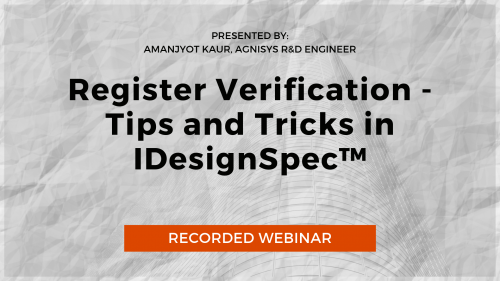 PRESENTED BY:
AMANJYOT KAUR, AGNISYS R&D ENGINEER
Register Verification -
Tips and Tricks in
IDesignSpec™
RECORDED WEBINAR